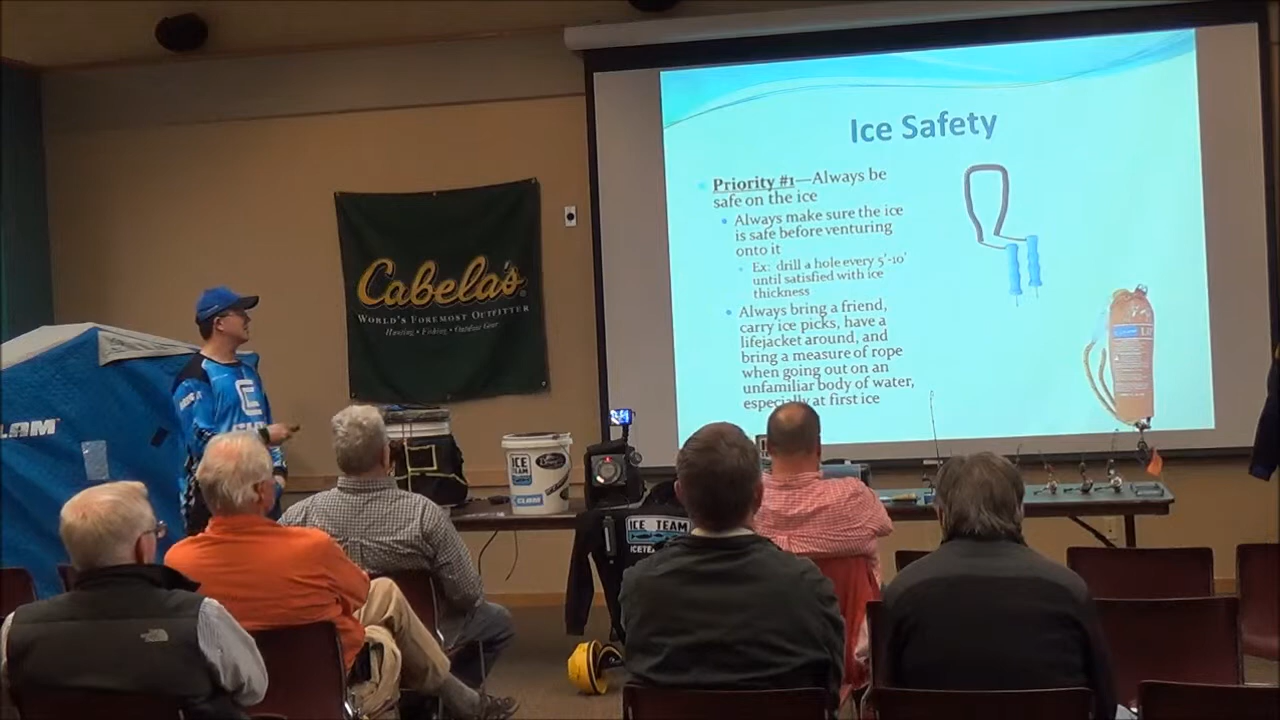 Ice Safety
Priority #1—Always be
safe on the ice
Always make sure the ice
is safe before venturing
onto it
Ex: drill a hole every 5'-10'
until satisfied with ice
thickness
Always bring a friend,
carry ice picks, have a
lifejacket around, and
bring a measure of rope
when going out on an
unfamiliar body of water,
especially at first ice
Cabela's
WORLD'S FOREMOST OUTFITTER
Hunting • Fishing • Outdoor Gear
CLAM
ICE
TEAM
CLAM
ICE TEAM